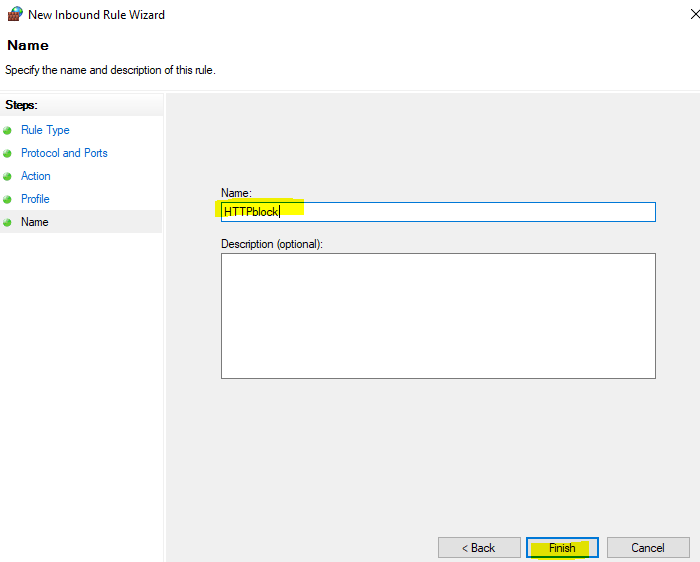 New Inbound Rule Wizard
Name
Specify the name and description of this rule.
Steps:
Rule Type
Protocol and Ports
Action
Profile
Name
Name:
HTTPblock
Description (optional):
< Back
Finish
Cancel